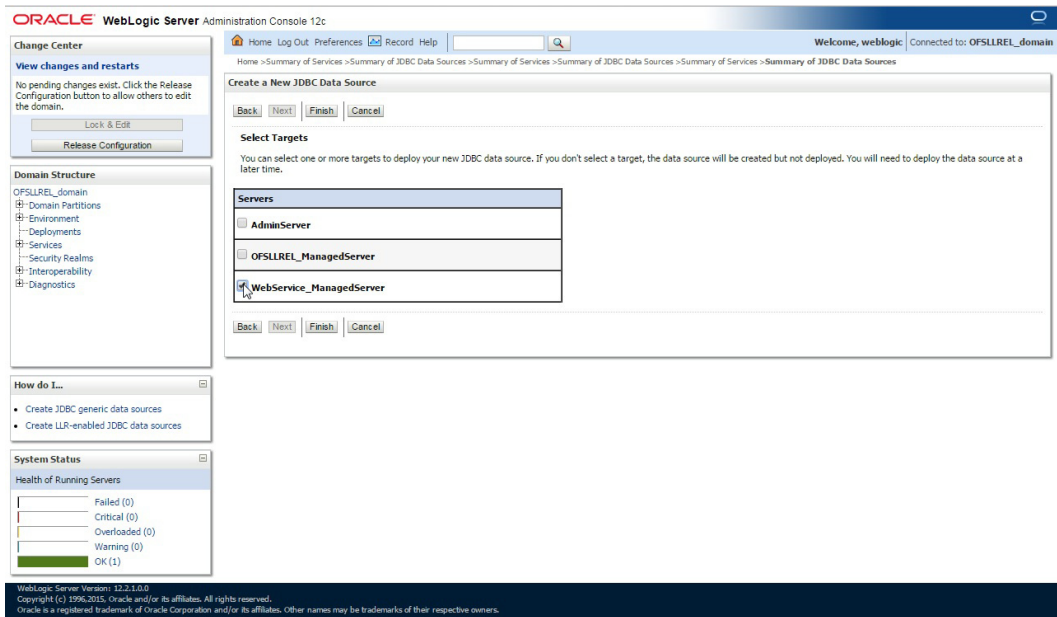 ORACLE WebLogic Server Administration Console 12c
Change Center
View changes and restarts
No pending changes exist. Click the Release
Configuration button to allow others to edit
the domain.
Lock & Edit
Release Configuration
Domain Structure
OFSLLREL_domain
Domain Partitions
Environment
Deployments
Services
Security Realms
Interoperability
Diagnostics
How do I...
Create JDBC generic data sources
Create LLR-enabled JDBC data sources
System Status
Health of Running Servers
Failed (0)
Critical (0)
Overloaded (0)
Warning (0)
OK (1)
Home Log Out Preferences Record Help
Welcome, weblogic Connected to: OFSLLREL_domain
Home >Summary of Services >Summary of JDBC Data Sources >Summary of Services >Summary of JDBC Data Sources >Summary of Services >Summary of JDBC Data Sources
Create a New JDBC Data Source
Back Next Finish Cancel
Select Targets
You can select one or more targets to deploy your new JDBC data source. If you don't select a target, the data source will be created but not deployed. You will need to deploy the data source at a
later time.
Servers
AdminServer
OFSLLREL_ManagedServer
WebService_ManagedServer
Back Next Finish Cancel
WebLogic Server Version: 12.2.1.0.0
Copyright (c) 1996,2015, Oracle and/or its affiliates. All rights reserved.
Oracle is a registered trademark of Oracle Corporation and/or its affiliates. Other names may be trademarks of their respective owners.